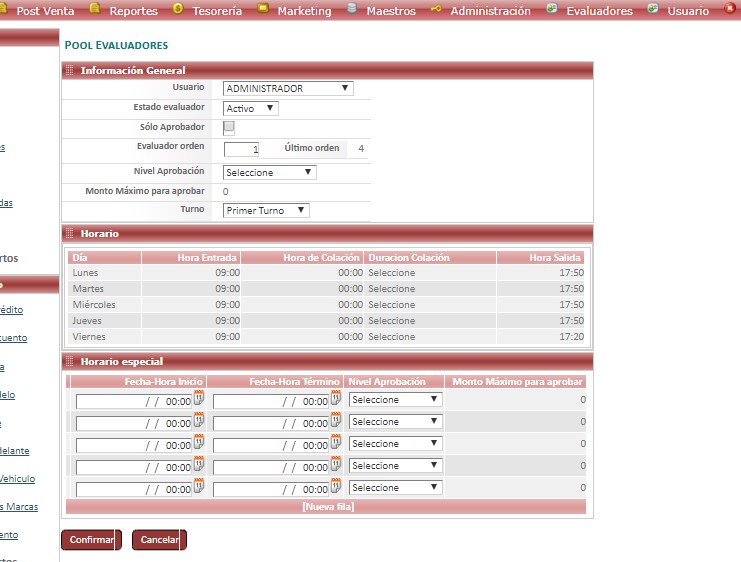 Post Venta Reportes Tesorería Marketing Maestros Administración Evaluadores Usuario
POOL EVALUADORES
Información General
Usuario ADMINISTRADOR
Estado evaluador Activo
Sólo Aprobador
Evaluador orden 1 Último orden 4
Nivel Aprobación Seleccione
Monto Máximo para aprobar 0
Turno Primer Turno
Horario
Día Hora Entrada Hora de Colación Duracion Colación Hora Salida
Lunes 09:00 00:00 Seleccione 17:50
Martes 09:00 00:00 Seleccione 17:50
Miércoles 09:00 00:00 Seleccione 17:50
Jueves 09:00 00:00 Seleccione 17:50
Viernes 09:00 00:00 Seleccione 17:20
Horario especial
Fecha-Hora Inicio Fecha-Hora Término Nivel Aprobación Monto Máximo para aprobar
/ / 00:00 / / 00:00 Seleccione 0
/ / 00:00 / / 00:00 Seleccione 0
/ / 00:00 / / 00:00 Seleccione 0
/ / 00:00 / / 00:00 Seleccione 0
/ / 00:00 / / 00:00 Seleccione 0
[Nueva fila]
Confirmar Cancelar
s
das
rtos
o
rédito
cuento
a
delo
delante
Vehiculo
s Marcas
ento